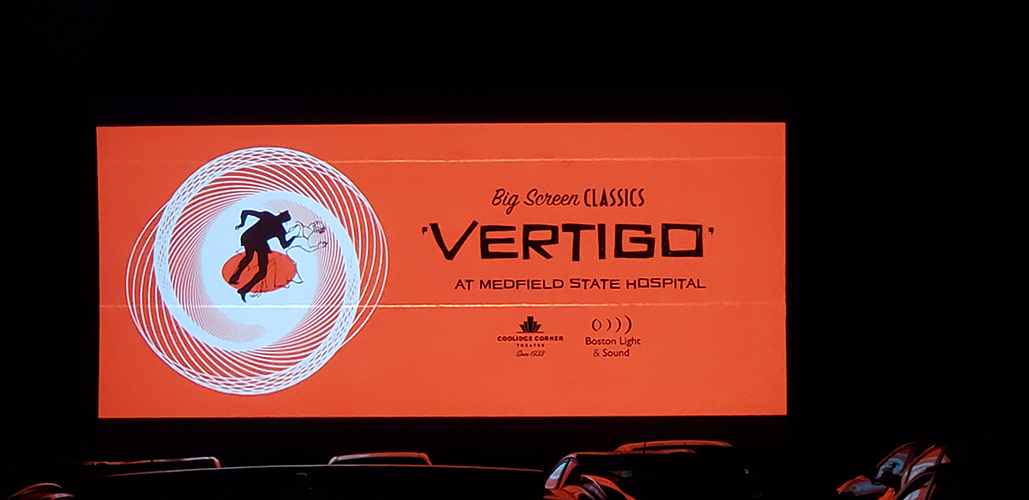 Big Screen CLASSICS
'VERTIGO'
AT MEDFIELD STATE HOSPITAL
COOLIDGE CORNER
THEATRE
Since 1933
Boston Light
& Sound